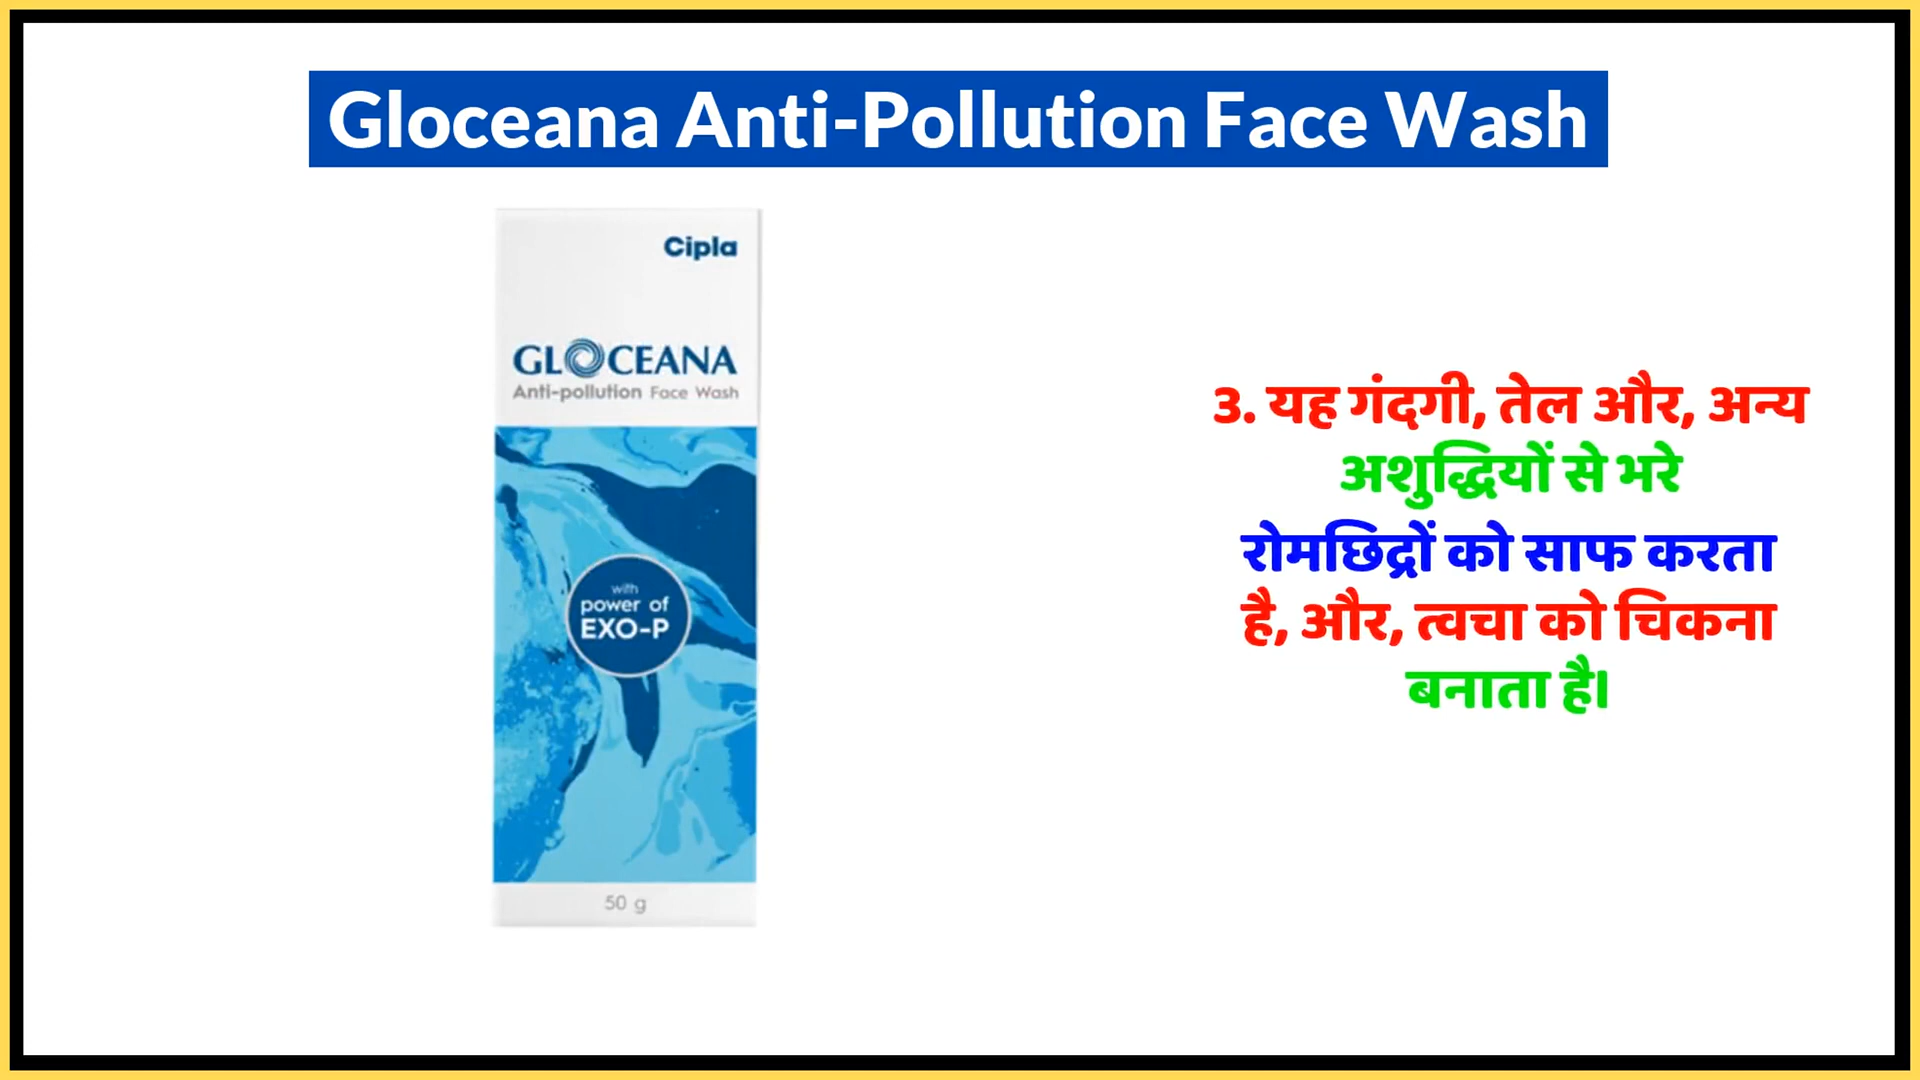 Gloceana Anti-Pollution Face Wash
Cipla
GLOCEANA
Anti-pollution Face Wash
with
power of
EXO-P
50 g
3. यह गंदगी, तेल और, अन्य
अशुद्धियों से भरे
रोमछिद्रों को साफ करता
है, और, त्वचा को चिकना
बनाता है।